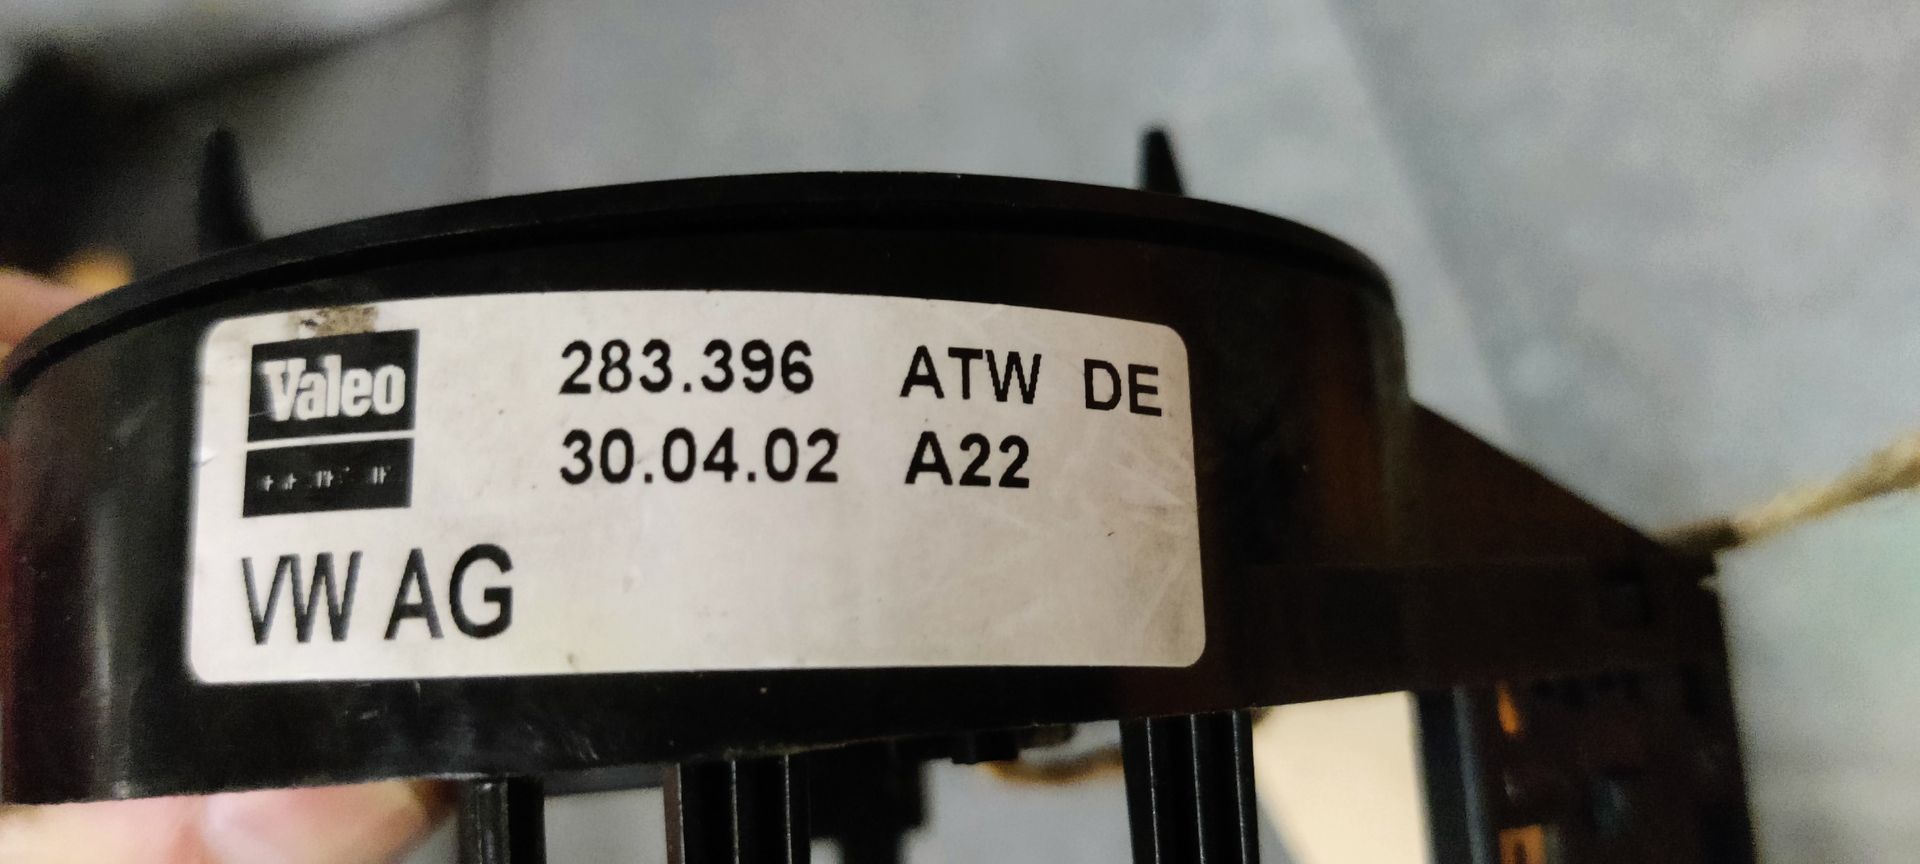 Valeo
283.396 ATW DE
30.04.02 A22
VW AG